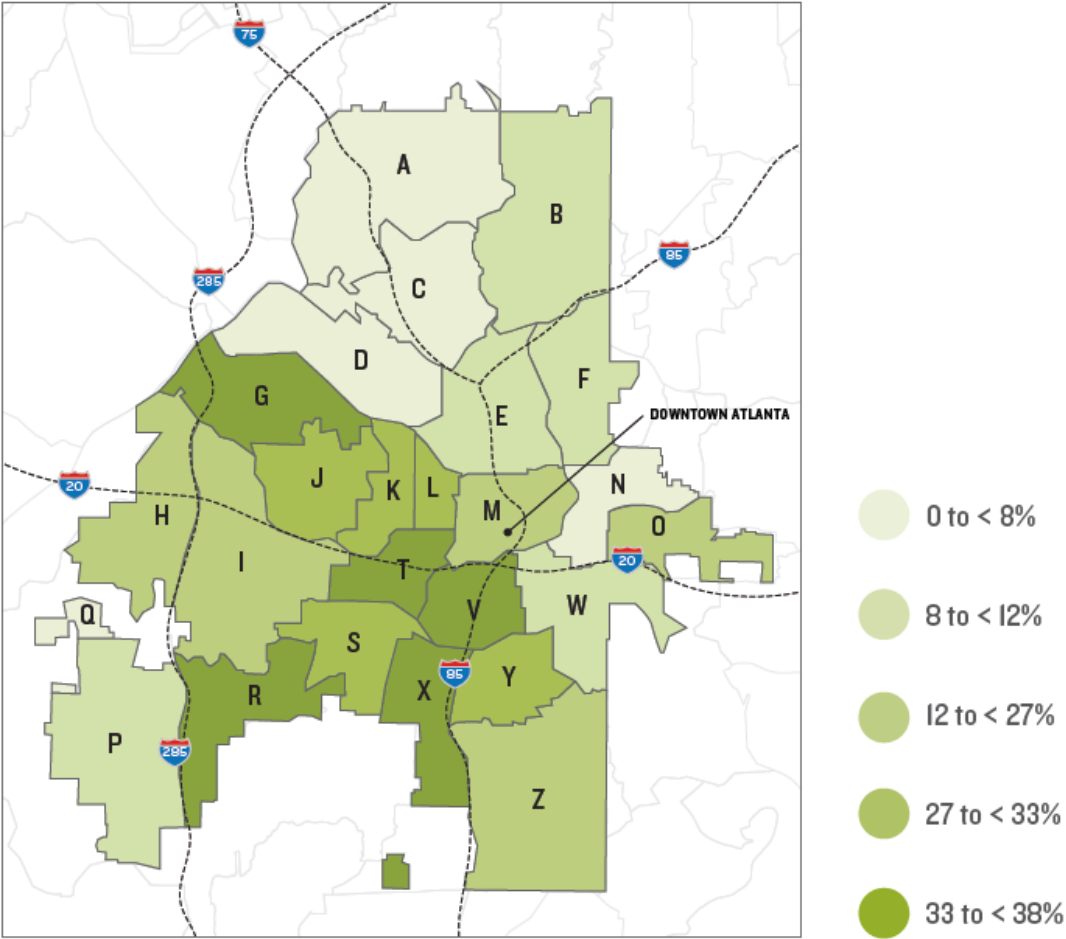 75
A
B
85
285
C
D
F
G
E
DOWNTOWN ATLANTA
J
K
L
20
N
M
H
O
20
I
T
W
Q
V
S
Y
X
85
R
P
285
Z
0 to < 8%
8 to < 12%
12 to < 27%
27 to < 33%
33 to < 38%